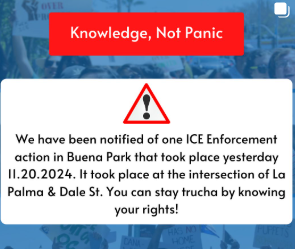 Knowledge, Not Panic
We have been notified of one ICE Enforcement
action in Buena Park that took place yesterday
11.20.2024. It took place at the intersection of La
Palma & Dale St. You can stay trucha by knowing
your rights!